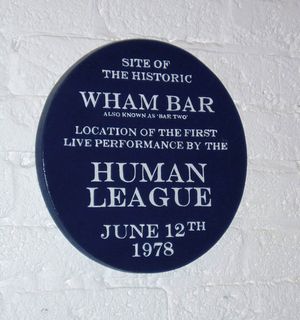 SITE OF
THE HISTORIC
WHAM BAR
ALSO KNOWN AS 'BAR TWO'
LOCATION OF THE FIRST
LIVE PERFORMANCE BY THE
HUMAN
LEAGUE
JUNE 12TH
1978